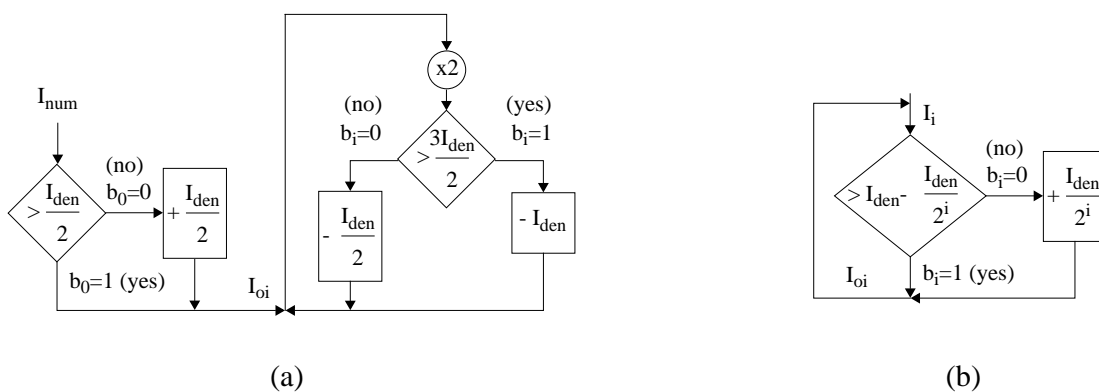 I_num
> I_den/2
(no)
b_0=0
+ I_den/2
b_0=1 (yes)
I_oi
x2
(no)
b_i=0
(yes)
b_i=1
> 3I_den/2
- I_den/2
- I_den
(a)
I_i
> I_den- I_den/2^i
(no)
b_i=0
+ I_den/2^i
I_oi
b_i=1 (yes)
(b)